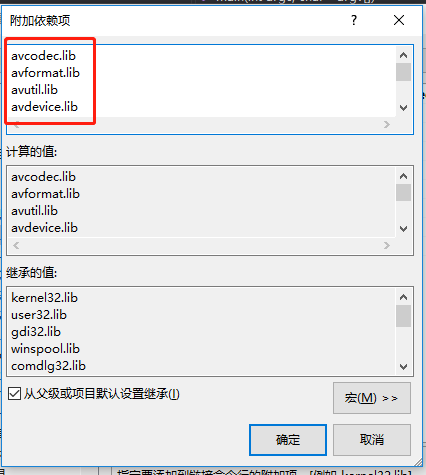 附加依赖项
avcodec.lib
avformat.lib
avutil.lib
avdevice.lib
计算的值:
avcodec.lib
avformat.lib
avutil.lib
avdevice.lib
继承的值:
kernel32.lib
user32.lib
gdi32.lib
winspool.lib
comdlg32.lib
从父级或项目默认设置继承(I)
宏(M) >>
确定
取消